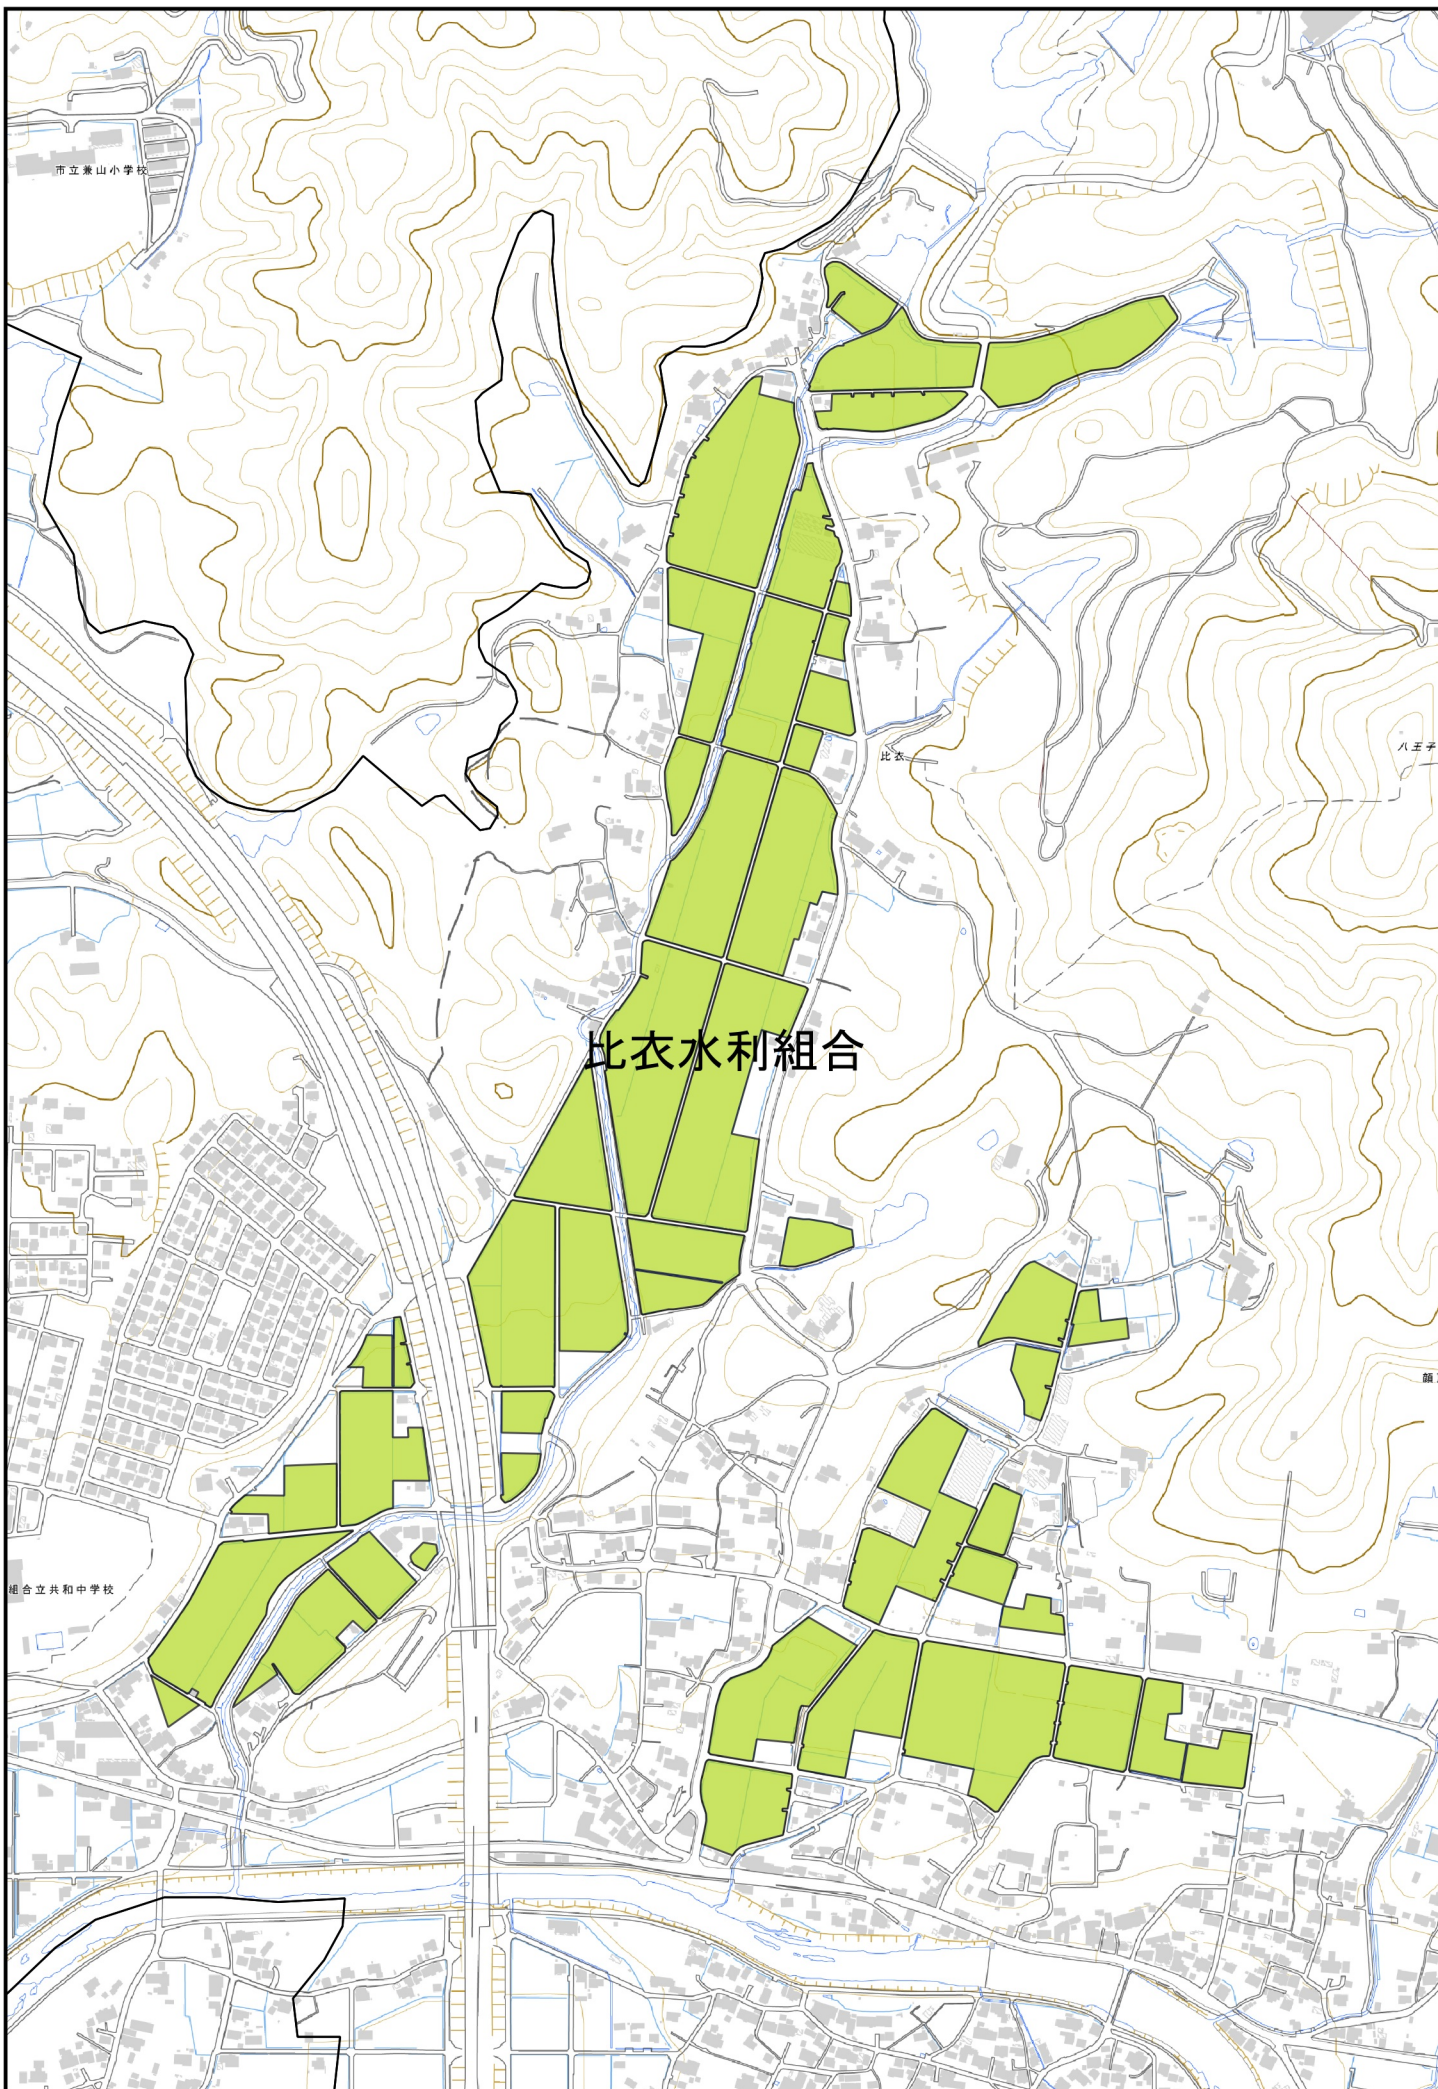 市立兼山小学校
比衣
八王子
比衣水利組合
組合立共和中学校